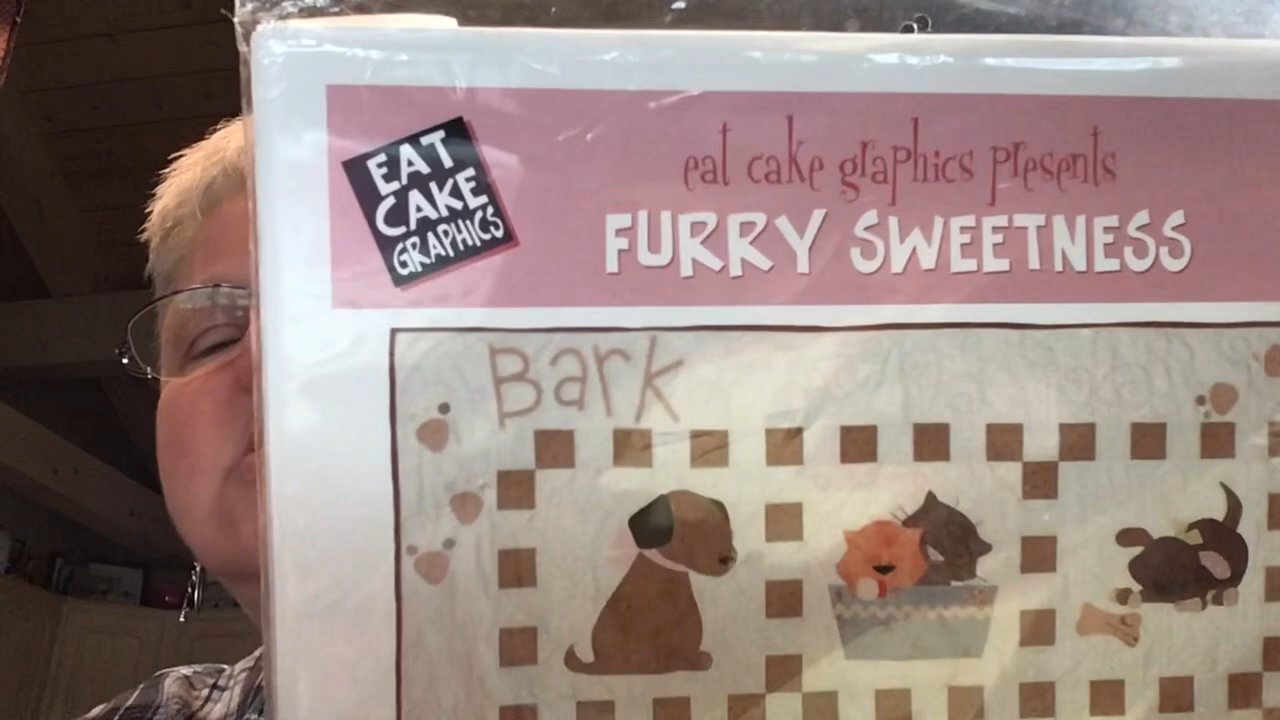 EAT
CAKE
GRAPHICS
eat cake graphics presents
FURRY SWEETNESS
Bark